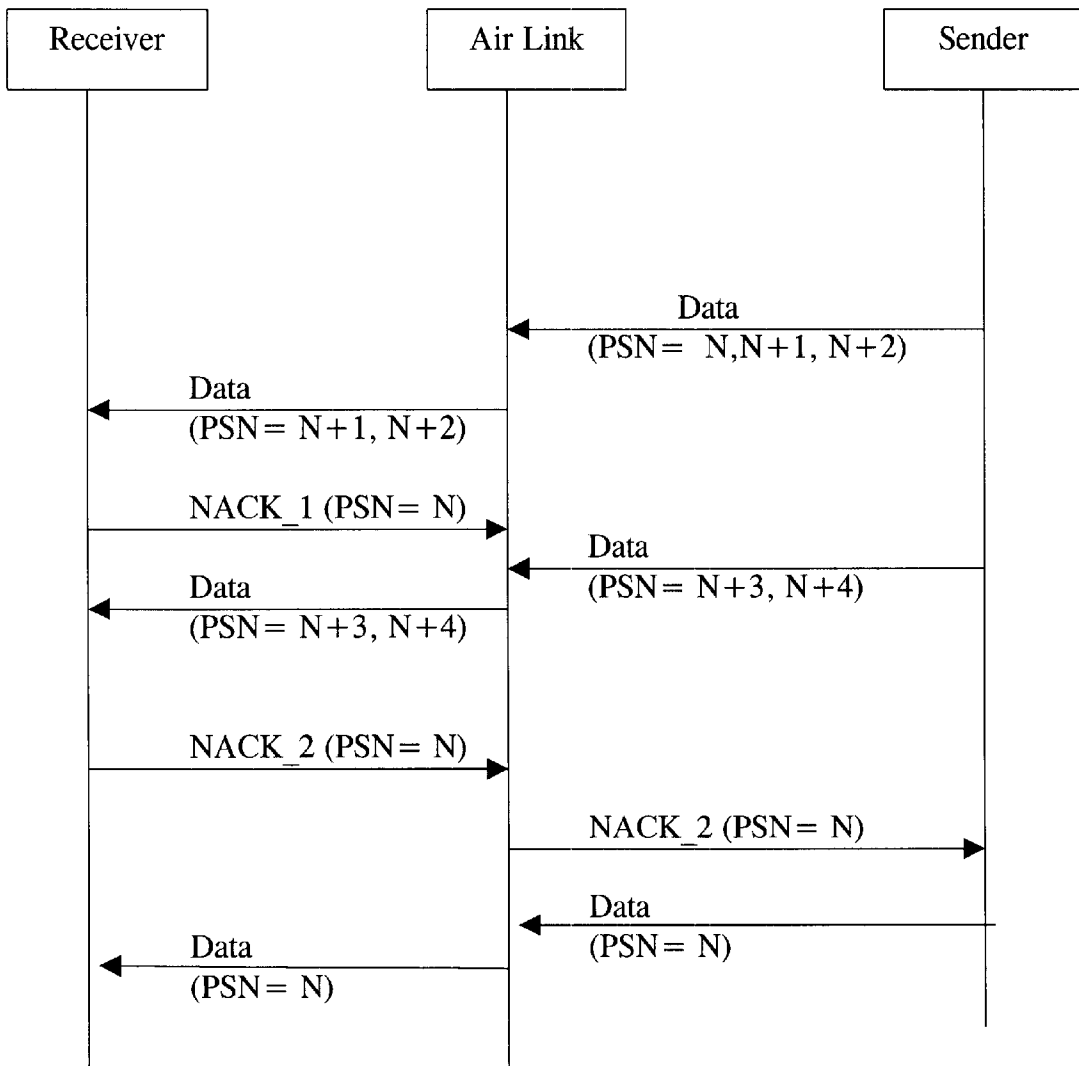 Receiver
Air Link
Sender
Data
(PSN= N,N+1, N+2)
Data
(PSN= N+1, N+2)
NACK_1 (PSN= N)
Data
(PSN= N+3, N+4)
Data
(PSN= N+3, N+4)
NACK_2 (PSN= N)
NACK_2 (PSN= N)
Data
(PSN= N)
Data
(PSN= N)